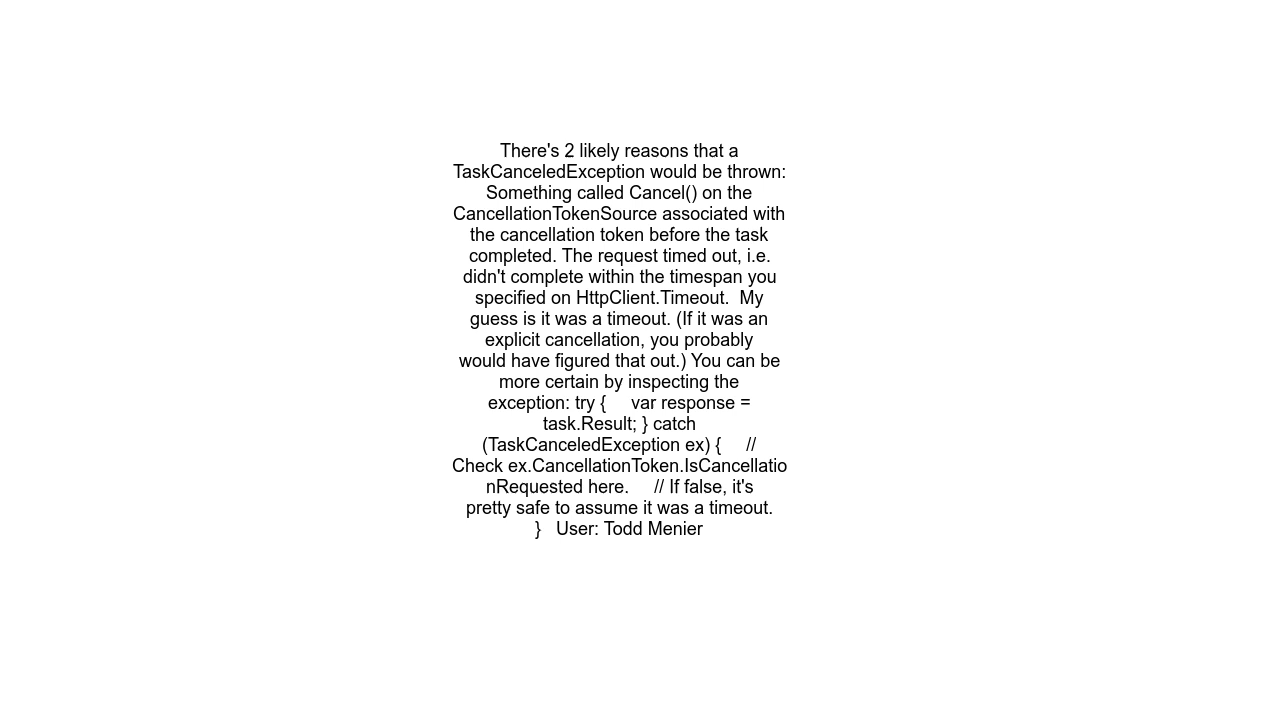 There's 2 likely reasons that a
TaskCanceledException would be thrown:
Something called Cancel() on the
CancellationTokenSource associated with
the cancellation token before the task
completed. The request timed out, i.e.
didn't complete within the timespan you
specified on HttpClient.Timeout.  My
guess is it was a timeout. (If it was an
explicit cancellation, you probably
would have figured that out.) You can be
more certain by inspecting the
exception: try {     var response =
task.Result; } catch
(TaskCanceledException ex) {     //
Check ex.CancellationToken.IsCancellatio
nRequested here.     // If false, it's
pretty safe to assume it was a timeout.
}   User: Todd Menier